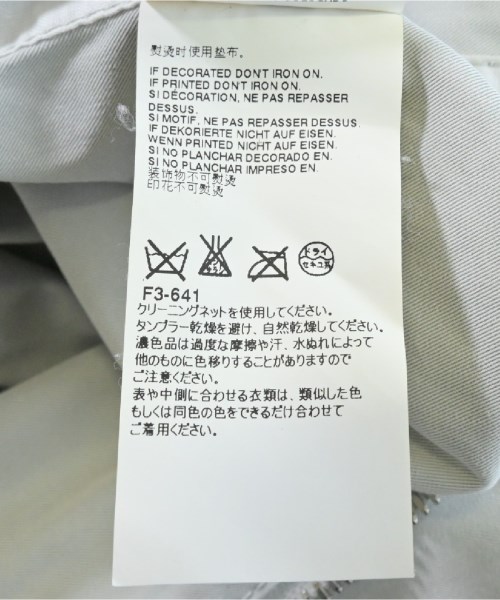 熨烫时使用垫布。
IF DECORATED DON'T IRON ON.
IF PRINTED DON'T IRON ON.
SI DÉCORATION, NE PAS REPASSER
DESSUS.
SI MOTIF, NE PAS REPASSER DESSUS.
IF DEKORIERTE NICHT AUF EISEN.
WENN PRINTED NICHT AUF EISEN.
SI NO PLANCHAR DECORADO EN.
SI NO PLANCHAR IMPRESO EN.
装饰物不可熨烫
印花不可熨烫
ドライ
セキユ系
F3-641
クリーニングネットを使用してください。
タンブラー乾燥を避け、自然乾燥してください。
濃色品は過度な摩擦や汗、水ぬれによって
他のものに色移りすることがありますので
ご注意ください。
表や中側に合わせる衣類は、類似した色
もしくは同色の色をできるだけ合わせて
ご着用ください。